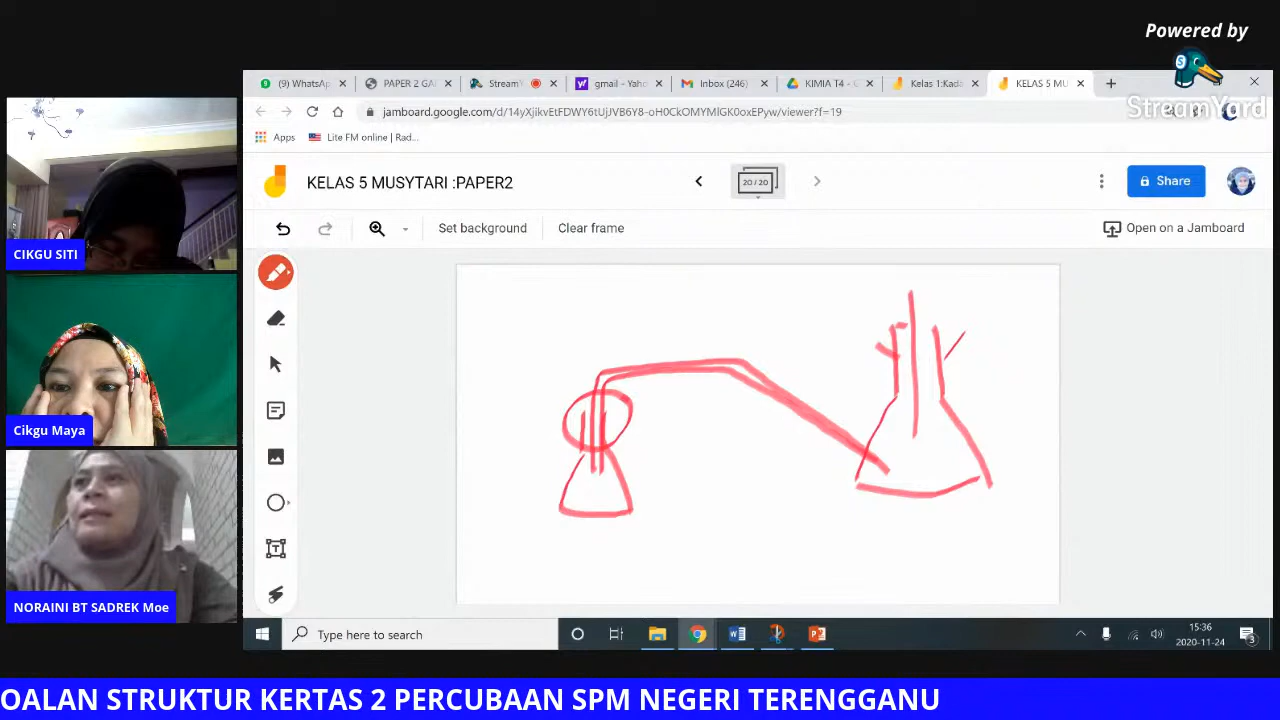 Powered by
StreamYard
(9) WhatsAp
PAPER 2 GAI
StreamY
gmail - Yaho
Inbox (246)
KIMIA T4 - G
Kelas 1:Kada
KELAS 5 MU
jamboard.google.com/d/14yXjikvEtFDWY6tUjJVB6Y8-oH0CkOMYMlGK0oxEPyw/viewer?f=19
Apps
Lite FM online | Rad...
KELAS 5 MUSYTARI :PAPER2
20 / 20
Share
Set background
Clear frame
Open on a Jamboard
CIKGU SITI
Cikgu Maya
NORAINI BT SADREK Moe
Type here to search
15:36
2020-11-24
3
OALAN STRUKTUR KERTAS 2 PERCUBAAN SPM NEGERI TERENGGANU